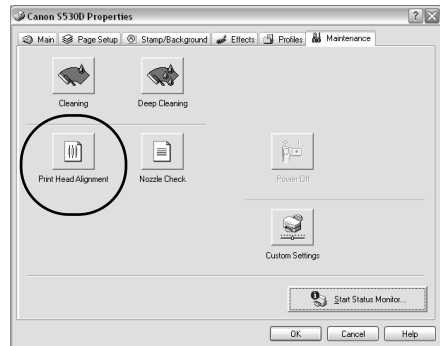 Canon S530D Properties
Main Page Setup Stamp/Background Effects Profiles Maintenance
Cleaning Deep Cleaning
Print Head Alignment Nozzle Check Power Off
Custom Settings
Start Status Monitor...
OK Cancel Help